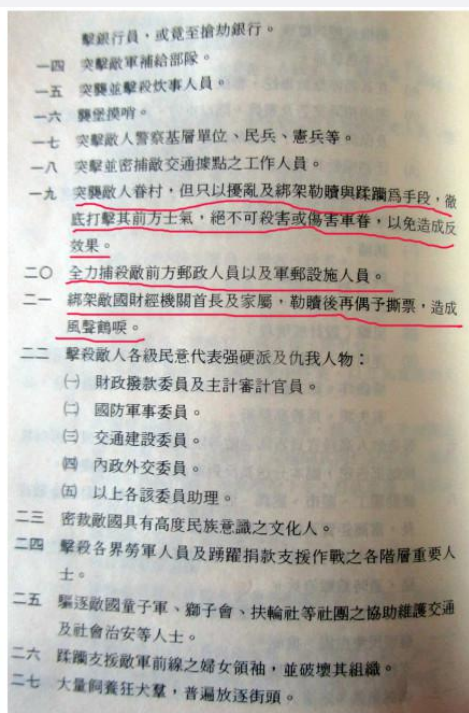 擊銀行員，或竟至搶劫銀行。
一四　突擊敵軍補給部隊。
一五　突襲並擊殺炊事人員。
一六　襲堡摸哨。
一七　突擊敵人警察基層單位、民兵、憲兵等。
一八　突擊並密捕敵交通據點之工作人員。
一九　突襲敵人眷村，但只以擾亂及綁架勒贖與蹂躪爲手段，徹
底打擊其前方士氣，絕不可殺害或傷害軍眷，以免造成反
效果。
二〇　全力捕殺敵前方郵政人員以及軍郵設施人員。
二一　綁架敵國財經機關首長及家屬，勒贖後再偶予撕票，造成
風聲鶴唳。
二二　擊殺敵人各級民意代表强硬派及仇我人物：
㈠　財政撥款委員及主計審計官員。
㈡　國防軍事委員。
㈢　交通建設委員。
㈣　內政外交委員。
㈤　以上各該委員助理。
二三　密裁敵國具有高度民族意識之文化人。
二四　擊殺各界勞軍人員及踴躍捐款支援作戰之各階層重要人
士。
二五　驅逐敵國童子軍、獅子會、扶輪社等社團之協助維護交通
及社會治安等人士。
二六　蹂躪支援敵軍前線之婦女領袖，並破壞其組織。
二七　大量飼養狂犬羣，普遍放逐街頭。